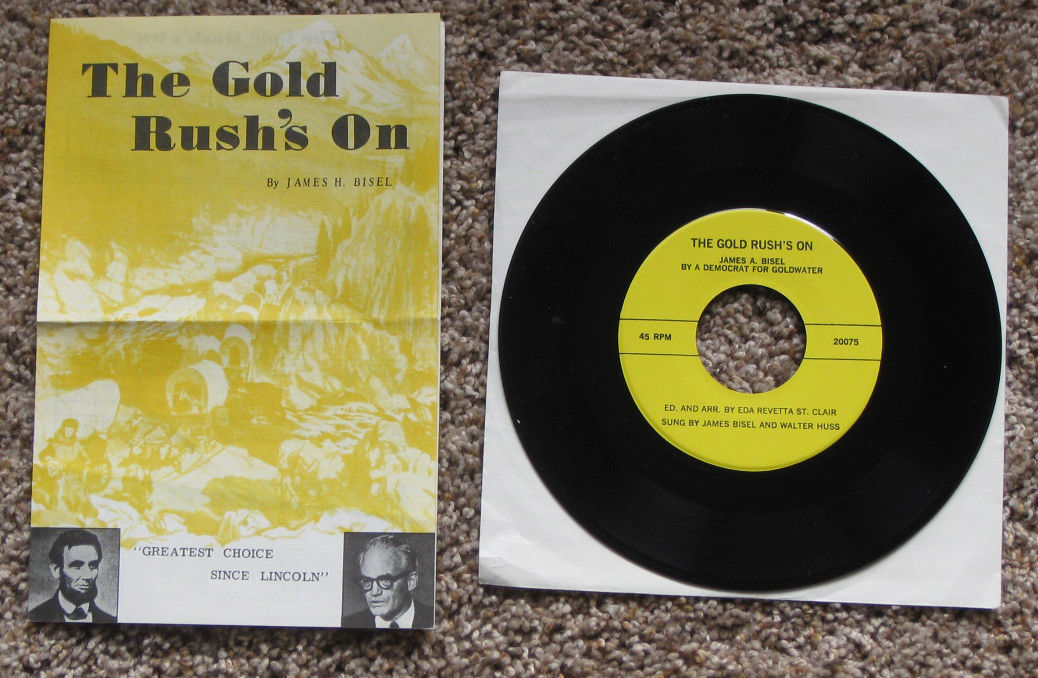 The Gold
Rush's On
By JAMES H. BISEL
"GREATEST CHOICE
SINCE LINCOLN"
THE GOLD RUSH'S ON
JAMES A. BISEL
BY A DEMOCRAT FOR GOLDWATER
45 RPM
20075
ED. AND ARR. BY EDA REVETTA ST. CLAIR
SUNG BY JAMES BISEL AND WALTER HUSS